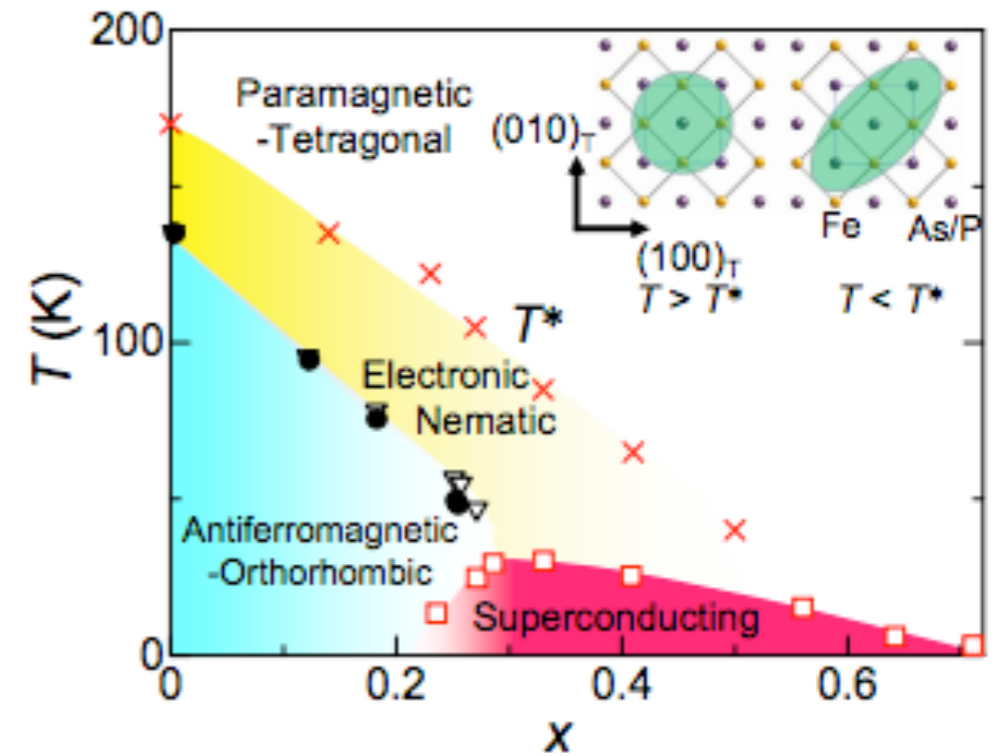 200
Paramagnetic
-Tetragonal
(010)T
Fe
As/P
(100)T
T > T*
T < T*
T (K)
100
T*
Electronic
Nematic
Antiferromagnetic
-Orthorhombic
Superconducting
0
0
0.2
0.4
0.6
x